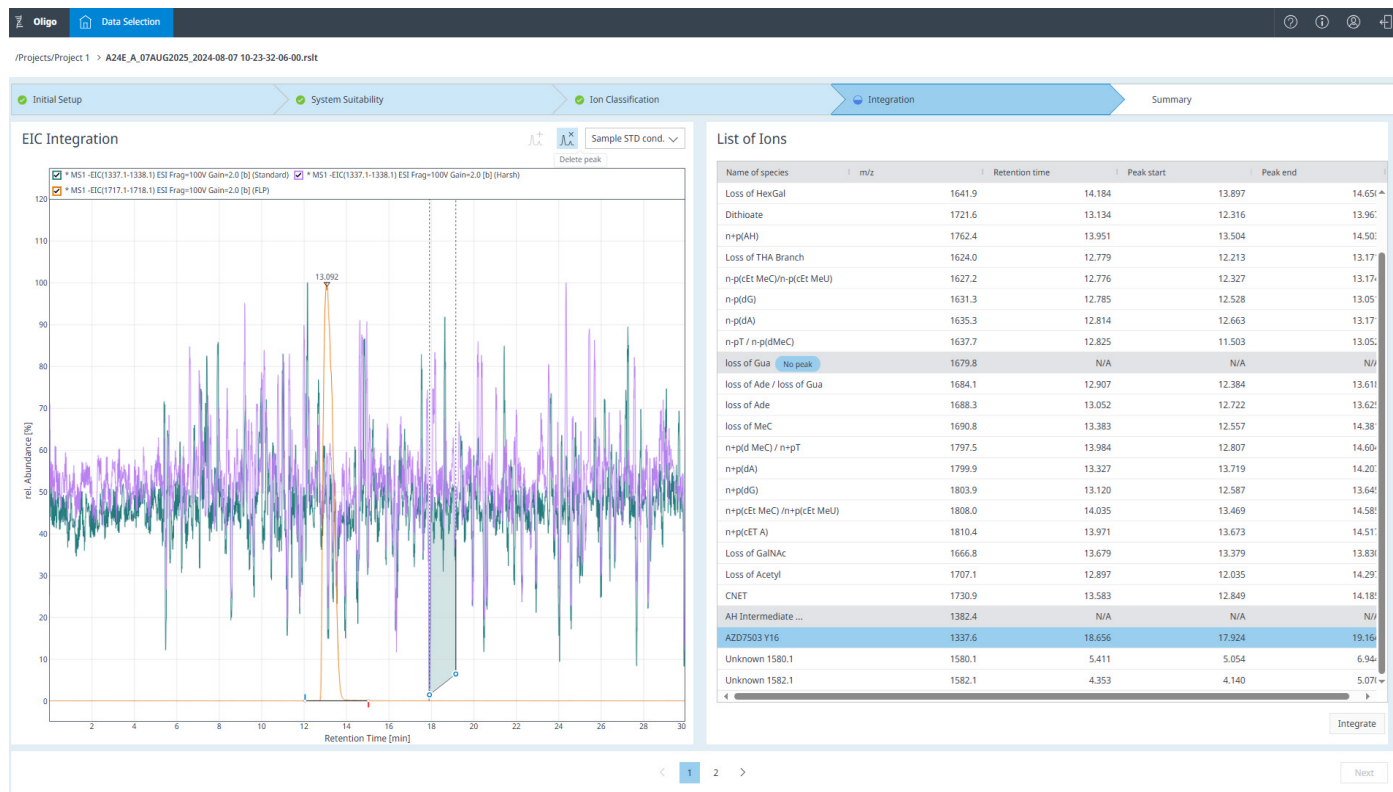 Oligo Data Selection
/Projects/Project 1 > A24E_A_07AUG2025_2024-08-07 10-23-32-06-00.rslt
Initial Setup System Suitability Ion Classification Integration Summary
EIC Integration
Sample STD cond.
Delete peak
* MS1 -EIC(1337.1-1338.1) ESI Frag=100V Gain=2.0 [b] (Standard) * MS1 -EIC(1337.1-1338.1) ESI Frag=100V Gain=2.0 [b] (Harsh)
* MS1 -EIC(1717.1-1718.1) ESI Frag=100V Gain=2.0 [b] (FLP)
120
110
100
90
80
70
60
50
40
30
20
10
0
rel. Abundance [%]
13.092
2 4 6 8 10 12 14 16 18 20 22 24 26 28 30
Retention Time [min]
List of Ions
Name of species m/z Retention time Peak start Peak end
Loss of HexGal 1641.9 14.184 13.897
Dithioate 1721.6 13.134 12.316
n+p(AH) 1762.4 13.951 13.504
Loss of THA Branch 1624.0 12.779 12.213
n-p(cEt MeC)/n-p(cEt MeU) 1627.2 12.776 12.327
n-p(dG) 1631.3 12.785 12.528
n-p(dA) 1635.3 12.814 12.663
n-pT / n-p(dMeC) 1637.7 12.825 11.503
loss of Gua No peak 1679.8 N/A N/A
loss of Ade / loss of Gua 1684.1 12.907 12.384
loss of Ade 1688.3 13.052 12.722
loss of MeC 1690.8 13.383 12.557
n+p(d MeC) / n+pT 1797.5 13.984 12.807
n+p(dA) 1799.9 13.327 13.719
n+p(dG) 1803.9 13.120 12.587
n+p(cEt MeC) /n+p(cEt MeU) 1808.0 14.035 13.469
n+p(cET A) 1810.4 13.971 13.673
Loss of GalNAc 1666.8 13.679 13.379
Loss of Acetyl 1707.1 12.897 12.035
CNET 1730.9 13.583 12.849
AH Intermediate ... 1382.4 N/A N/A
AZD7503 Y16 1337.6 18.656 17.924
Unknown 1580.1 1580.1 5.411 5.054
Unknown 1582.1 1582.1 4.353 4.140
Integrate
1 2
Next